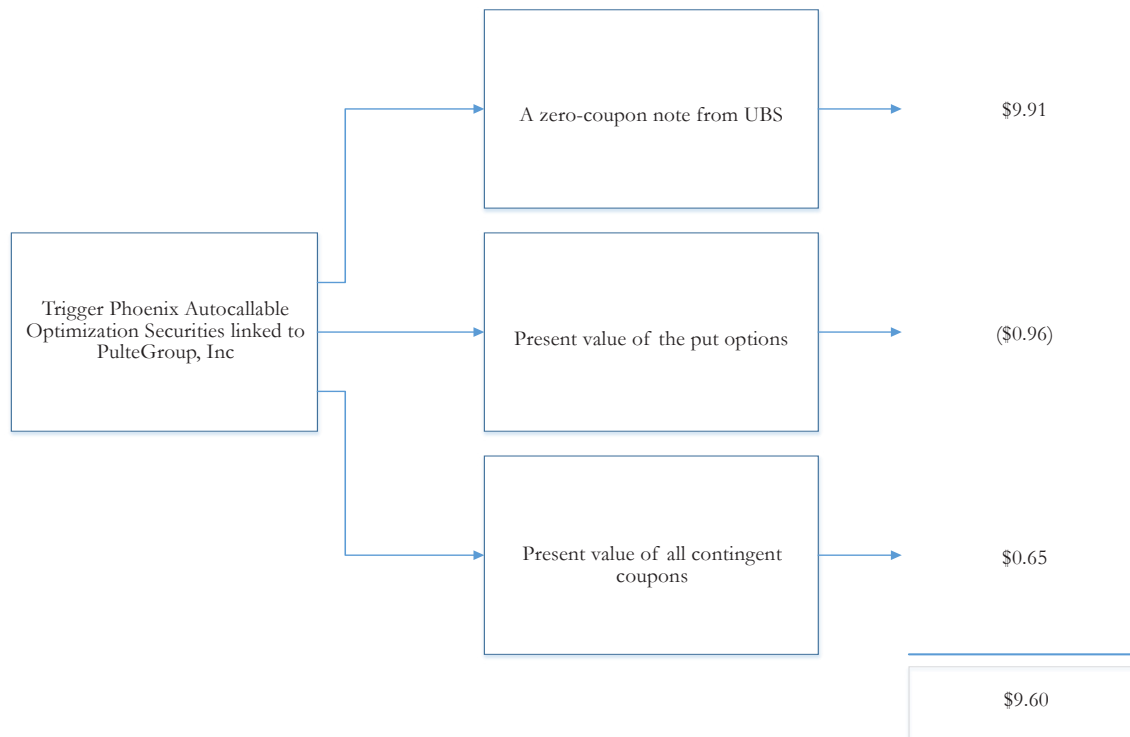 A zero-coupon note from UBS
$9.91
Trigger Phoenix Autocallable
Optimization Securities linked to
PulteGroup, Inc
Present value of the put options
($0.96)
Present value of all contingent
coupons
$0.65
$9.60